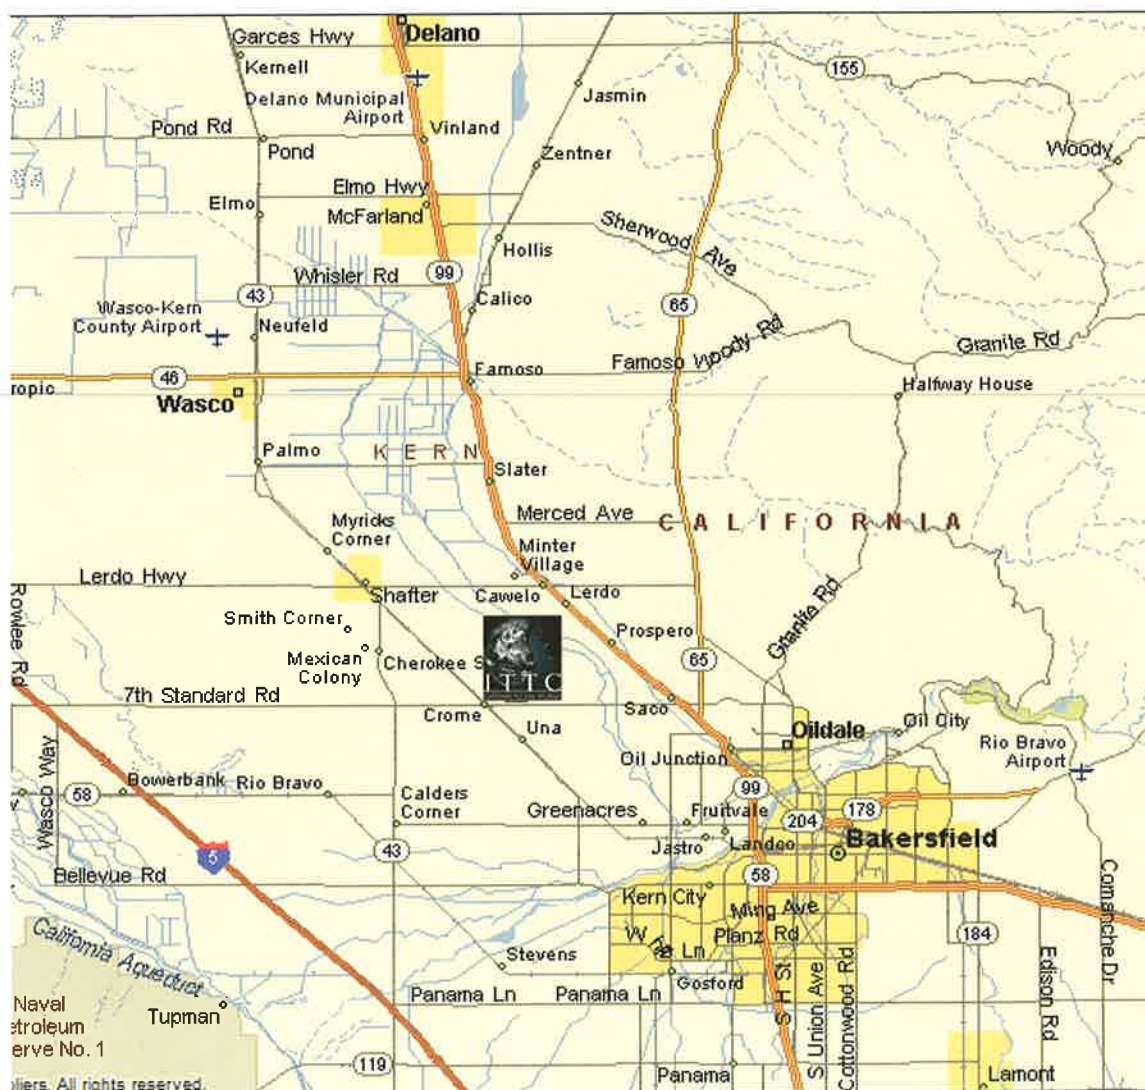 Garces Hwy
Delano
Kernell
155
Delano Municipal
Airport
Jasmin
Pond Rd
Vinland
Pond
Woody
Zentner
Elmo Hwy
Elmo
McFarland
Sherwood Ave
Hollis
99
Whisler Rd
43
Calico
65
Wasco-Kern
County Airport
Neufeld
Famoso Woody Rd
Granite Rd
Famoso
46
ropic
Wasco
Halfway House
Palmo
KERN
Slater
Merced Ave
CALIFORNIA
Myricks
Corner
Minter
Village
Lerdo Hwy
Shafter
Cawelo
Lerdo
Rowlee Rd
Granite Rd
Smith Corner
Prospero
Mexican
Colony
Cherokee S
ITTC
65
7th Standard Rd
Crome
Saco
Una
Oildale
Oil City
Oil Junction
Rio Bravo
Airport
Wasco Way
58
Bowerbank
Rio Bravo
Calders
Corner
Greenacres
Fruitvale
99
204
178
Jastro
Landco
Bakersfield
43
5
Bellevue Rd
58
Kern City
Ming Ave
Comanche Dr
California Aqueduct
Planz Rd
184
Stevens
Gosford
Edison Rd
Panama Ln
Panama Ln
S H St
S Union Ave
Cottonwood Rd
Tupman
Naval
etroleum
erve No. 1
119
Panama
Lamont
pliers. All rights reserved.